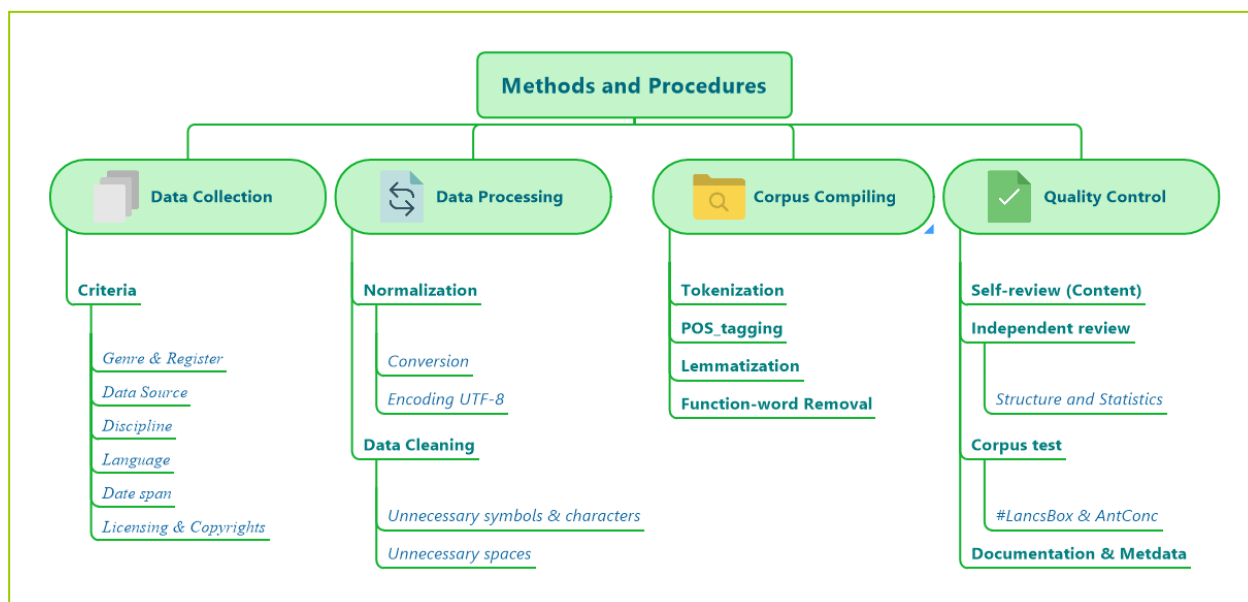 Methods and Procedures
Data Collection
Criteria
Genre & Register
Data Source
Discipline
Language
Date span
Licensing & Copyrights
Data Processing
Normalization
Conversion
Encoding UTF-8
Data Cleaning
Unnecessary symbols & characters
Unnecessary spaces
Corpus Compiling
Tokenization
POS_tagging
Lemmatization
Function-word Removal
Quality Control
Self-review (Content)
Independent review
Structure and Statistics
Corpus test
#LancsBox & AntConc
Documentation & Metdata